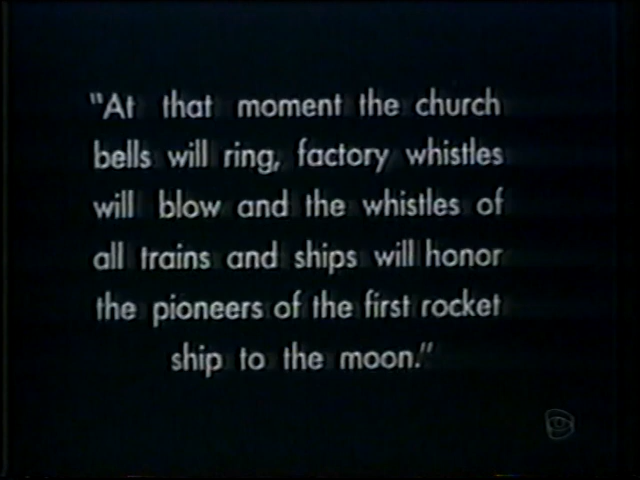 "At that moment the church
bells will ring, factory whistles
will blow and the whistles of
all trains and ships will honor
the pioneers of the first rocket
ship to the moon."